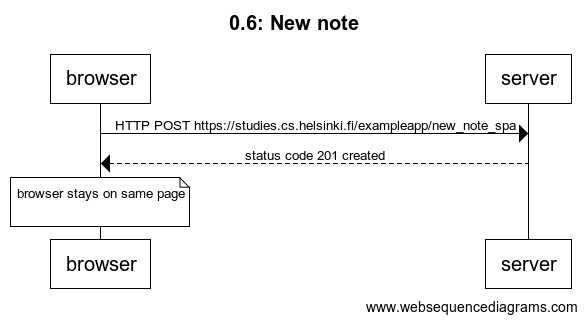 0.6: New note
browser
server
HTTP POST https://studies.cs.helsinki.fi/exampleapp/new_note_spa
status code 201 created
browser stays on same page
browser
server
www.websequencediagrams.com